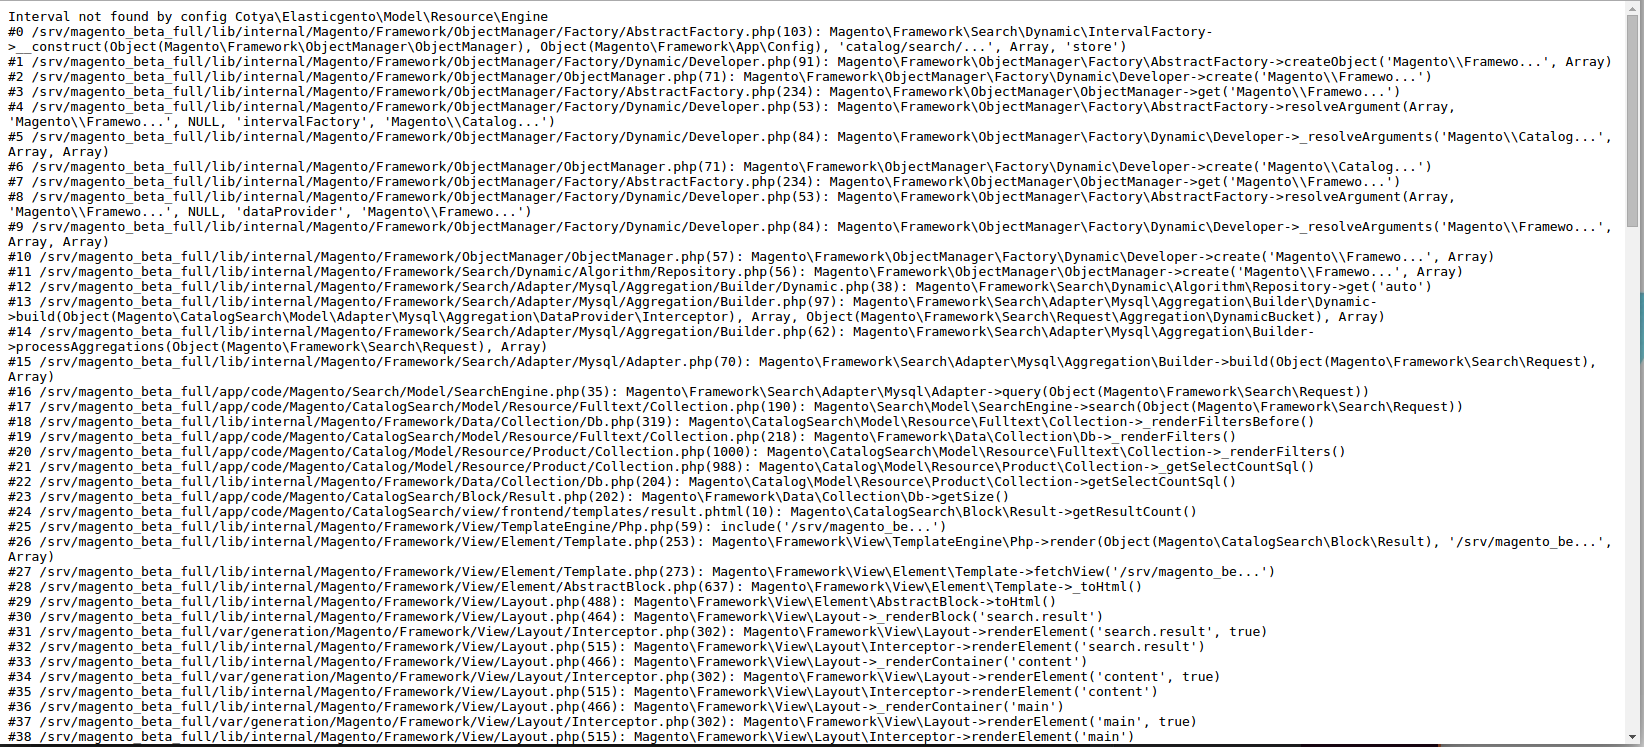 Interval not found by config Cotya\Elasticgento\Model\Resource\Engine
#0 /srv/magento_beta_full/lib/internal/Magento/Framework/ObjectManager/Factory/AbstractFactory.php(103): Magento\Framework\Search\Dynamic\IntervalFactory-
>__construct(Object(Magento\Framework\ObjectManager\ObjectManager), Object(Magento\Framework\App\Config), 'catalog/search/...', Array, 'store')
#1 /srv/magento_beta_full/lib/internal/Magento/Framework/ObjectManager/Factory/Dynamic/Developer.php(91): Magento\Framework\ObjectManager\Factory\AbstractFactory->createObject('Magento\\Framewo...', Array)
#2 /srv/magento_beta_full/lib/internal/Magento/Framework/ObjectManager/ObjectManager.php(71): Magento\Framework\ObjectManager\Factory\Dynamic\Developer->create('Magento\\Framewo...')
#3 /srv/magento_beta_full/lib/internal/Magento/Framework/ObjectManager/Factory/AbstractFactory.php(234): Magento\Framework\ObjectManager\ObjectManager->get('Magento\\Framewo...')
#4 /srv/magento_beta_full/lib/internal/Magento/Framework/ObjectManager/Factory/Dynamic/Developer.php(53): Magento\Framework\ObjectManager\Factory\AbstractFactory->resolveArgument(Array,
'Magento\\Framewo...', NULL, 'intervalFactory', 'Magento\\Catalog...')
#5 /srv/magento_beta_full/lib/internal/Magento/Framework/ObjectManager/Factory/Dynamic/Developer.php(84): Magento\Framework\ObjectManager\Factory\Dynamic\Developer->_resolveArguments('Magento\\Catalog...',
Array, Array)
#6 /srv/magento_beta_full/lib/internal/Magento/Framework/ObjectManager/ObjectManager.php(71): Magento\Framework\ObjectManager\Factory\Dynamic\Developer->create('Magento\\Catalog...')
#7 /srv/magento_beta_full/lib/internal/Magento/Framework/ObjectManager/Factory/AbstractFactory.php(234): Magento\Framework\ObjectManager\ObjectManager->get('Magento\\Framewo...')
#8 /srv/magento_beta_full/lib/internal/Magento/Framework/ObjectManager/Factory/Dynamic/Developer.php(53): Magento\Framework\ObjectManager\Factory\AbstractFactory->resolveArgument(Array,
'Magento\\Framewo...', NULL, 'dataProvider', 'Magento\\Framewo...')
#9 /srv/magento_beta_full/lib/internal/Magento/Framework/ObjectManager/Factory/Dynamic/Developer.php(84): Magento\Framework\ObjectManager\Factory\Dynamic\Developer->_resolveArguments('Magento\\Framewo...',
Array, Array)
#10 /srv/magento_beta_full/lib/internal/Magento/Framework/ObjectManager/ObjectManager.php(57): Magento\Framework\ObjectManager\Factory\Dynamic\Developer->create('Magento\\Framewo...', Array)
#11 /srv/magento_beta_full/lib/internal/Magento/Framework/Search/Dynamic/Algorithm/Repository.php(56): Magento\Framework\ObjectManager\ObjectManager->create('Magento\\Framewo...', Array)
#12 /srv/magento_beta_full/lib/internal/Magento/Framework/Search/Adapter/Mysql/Aggregation/Builder/Dynamic.php(38): Magento\Framework\Search\Dynamic\Algorithm\Repository->get('auto')
#13 /srv/magento_beta_full/lib/internal/Magento/Framework/Search/Adapter/Mysql/Aggregation/Builder.php(97): Magento\Framework\Search\Adapter\Mysql\Aggregation\Builder\Dynamic-
>build(Object(Magento\CatalogSearch\Model\Adapter\Mysql\Aggregation\DataProvider\Interceptor), Array, Object(Magento\Framework\Search\Request\Aggregation\DynamicBucket), Array)
#14 /srv/magento_beta_full/lib/internal/Magento/Framework/Search/Adapter/Mysql/Aggregation/Builder.php(62): Magento\Framework\Search\Adapter\Mysql\Aggregation\Builder-
>processAggregations(Object(Magento\Framework\Search\Request), Array)
#15 /srv/magento_beta_full/lib/internal/Magento/Framework/Search/Adapter/Mysql/Adapter.php(70): Magento\Framework\Search\Adapter\Mysql\Aggregation\Builder->build(Object(Magento\Framework\Search\Request),
Array)
#16 /srv/magento_beta_full/app/code/Magento/Search/Model/SearchEngine.php(35): Magento\Framework\Search\Adapter\Mysql\Adapter->query(Object(Magento\Framework\Search\Request))
#17 /srv/magento_beta_full/app/code/Magento/CatalogSearch/Model/Resource/Fulltext/Collection.php(190): Magento\Search\Model\SearchEngine->search(Object(Magento\Framework\Search\Request))
#18 /srv/magento_beta_full/lib/internal/Magento/Framework/Data/Collection/Db.php(319): Magento\CatalogSearch\Model\Resource\Fulltext\Collection->_renderFiltersBefore()
#19 /srv/magento_beta_full/app/code/Magento/CatalogSearch/Model/Resource/Fulltext/Collection.php(218): Magento\Framework\Data\Collection\Db->_renderFilters()
#20 /srv/magento_beta_full/app/code/Magento/Catalog/Model/Resource/Product/Collection.php(1000): Magento\CatalogSearch\Model\Resource\Fulltext\Collection->_renderFilters()
#21 /srv/magento_beta_full/app/code/Magento/Catalog/Model/Resource/Product/Collection.php(988): Magento\Catalog\Model\Resource\Product\Collection->_getSelectCountSql()
#22 /srv/magento_beta_full/lib/internal/Magento/Framework/Data/Collection/Db.php(204): Magento\Catalog\Model\Resource\Product\Collection->getSelectCountSql()
#23 /srv/magento_beta_full/app/code/Magento/CatalogSearch/Block/Result.php(202): Magento\Framework\Data\Collection\Db->getSize()
#24 /srv/magento_beta_full/app/code/Magento/CatalogSearch/view/frontend/templates/result.phtml(10): Magento\CatalogSearch\Block\Result->getResultCount()
#25 /srv/magento_beta_full/lib/internal/Magento/Framework/View/TemplateEngine/Php.php(59): include('/srv/magento_be...')
#26 /srv/magento_beta_full/lib/internal/Magento/Framework/View/Element/Template.php(253): Magento\Framework\View\TemplateEngine\Php->render(Object(Magento\CatalogSearch\Block\Result), '/srv/magento_be...',
Array)
#27 /srv/magento_beta_full/lib/internal/Magento/Framework/View/Element/Template.php(273): Magento\Framework\View\Element\Template->fetchView('/srv/magento_be...')
#28 /srv/magento_beta_full/lib/internal/Magento/Framework/View/Element/AbstractBlock.php(637): Magento\Framework\View\Element\Template->_toHtml()
#29 /srv/magento_beta_full/lib/internal/Magento/Framework/View/Layout.php(488): Magento\Framework\View\Element\AbstractBlock->toHtml()
#30 /srv/magento_beta_full/lib/internal/Magento/Framework/View/Layout.php(464): Magento\Framework\View\Layout->_renderBlock('search.result')
#31 /srv/magento_beta_full/var/generation/Magento/Framework/View/Layout/Interceptor.php(302): Magento\Framework\View\Layout->renderElement('search.result', true)
#32 /srv/magento_beta_full/lib/internal/Magento/Framework/View/Layout.php(515): Magento\Framework\View\Layout\Interceptor->renderElement('search.result')
#33 /srv/magento_beta_full/lib/internal/Magento/Framework/View/Layout.php(466): Magento\Framework\View\Layout->_renderContainer('content')
#34 /srv/magento_beta_full/var/generation/Magento/Framework/View/Layout/Interceptor.php(302): Magento\Framework\View\Layout->renderElement('content', true)
#35 /srv/magento_beta_full/lib/internal/Magento/Framework/View/Layout.php(515): Magento\Framework\View\Layout\Interceptor->renderElement('content')
#36 /srv/magento_beta_full/lib/internal/Magento/Framework/View/Layout.php(466): Magento\Framework\View\Layout->_renderContainer('main')
#37 /srv/magento_beta_full/var/generation/Magento/Framework/View/Layout/Interceptor.php(302): Magento\Framework\View\Layout->renderElement('main', true)
#38 /srv/magento_beta_full/lib/internal/Magento/Framework/View/Layout.php(515): Magento\Framework\View\Layout\Interceptor->renderElement('main')